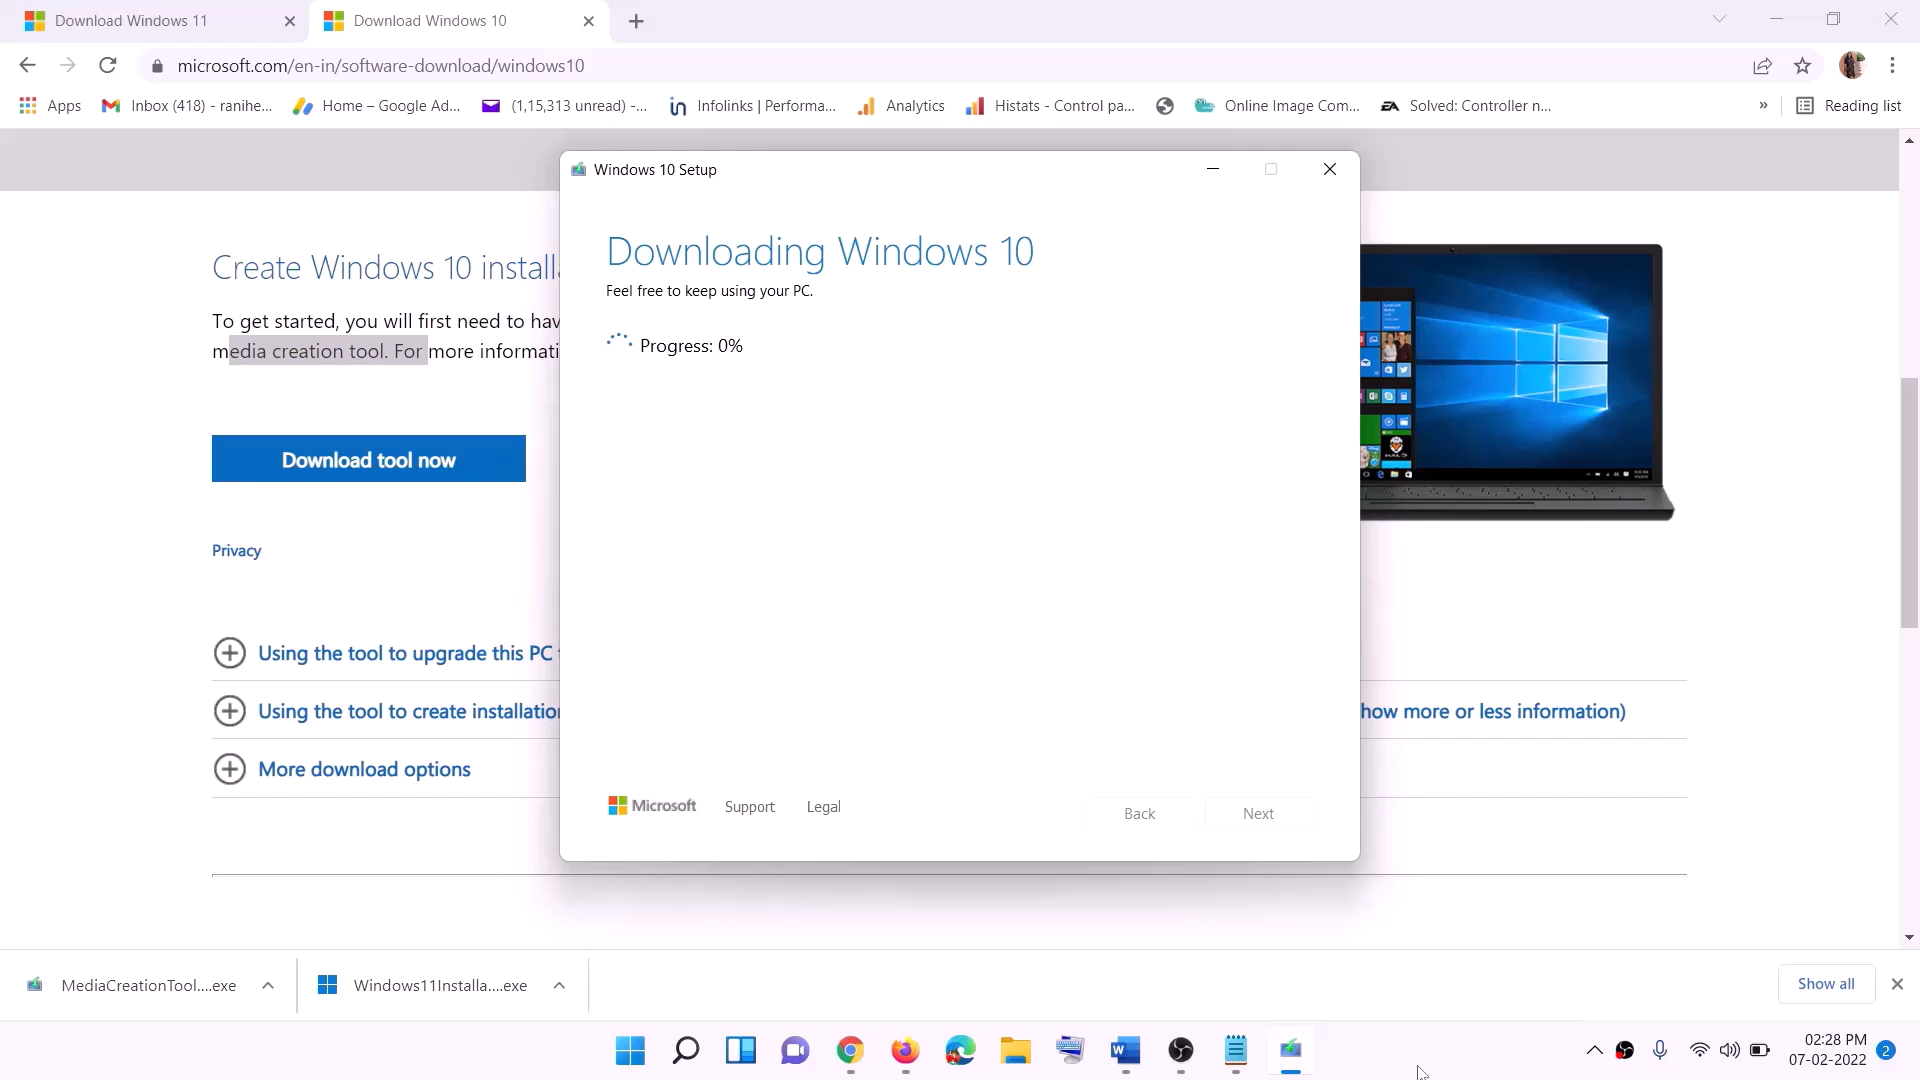 Download Windows 11
Download Windows 10
microsoft.com/en-in/software-download/windows10
Apps
Inbox (418) - ranihe...
Home – Google Ad...
(1,15,313 unread) -...
Infolinks | Performa...
Analytics
Histats - Control pa...
Online Image Com...
Solved: Controller n...
»
Reading list
Windows 10 Setup
Downloading Windows 10
Feel free to keep using your PC.
Progress: 0%
Create Windows 10 install
To get started, you will first need to hav
media creation tool. For more informati
Download tool now
Privacy
Using the tool to upgrade this PC
Using the tool to create installation
how more or less information)
More download options
Microsoft
Support
Legal
Back
Next
MediaCreationTool....exe
Windows11Installa....exe
Show all
02:28 PM
07-02-2022
2